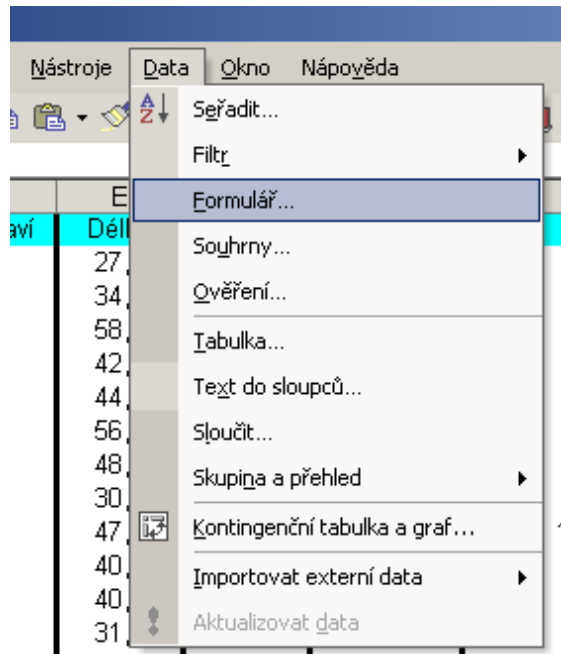 Nástroje Data Okno Nápověda
Seřadit...
Filtr
E
Formulář...
aví Déll
Souhrny...
27,
Ověření...
34,
58,
Tabulka...
42,
Text do sloupců...
44,
56,
Sloučit...
48,
Skupina a přehled
30,
47,
Kontingenční tabulka a graf...
40,
Importovat externí data
40,
Aktualizovat data
31,